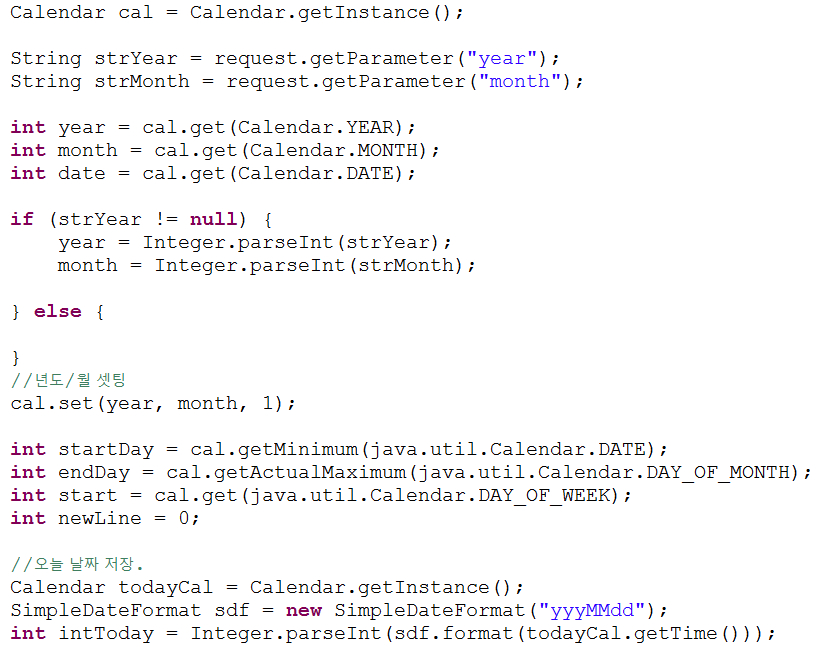 Calendar cal = Calendar.getInstance();
String strYear = request.getParameter("year");
String strMonth = request.getParameter("month");
int year = cal.get(Calendar.YEAR);
int month = cal.get(Calendar.MONTH);
int date = cal.get(Calendar.DATE);
if (strYear != null) {
    year = Integer.parseInt(strYear);
    month = Integer.parseInt(strMonth);
} else {
}
//년도/월 셋팅
cal.set(year, month, 1);
int startDay = cal.getMinimum(java.util.Calendar.DATE);
int endDay = cal.getActualMaximum(java.util.Calendar.DAY_OF_MONTH);
int start = cal.get(java.util.Calendar.DAY_OF_WEEK);
int newLine = 0;
//오늘 날짜 저장.
Calendar todayCal = Calendar.getInstance();
SimpleDateFormat sdf = new SimpleDateFormat("yyyMMdd");
int intToday = Integer.parseInt(sdf.format(todayCal.getTime()));